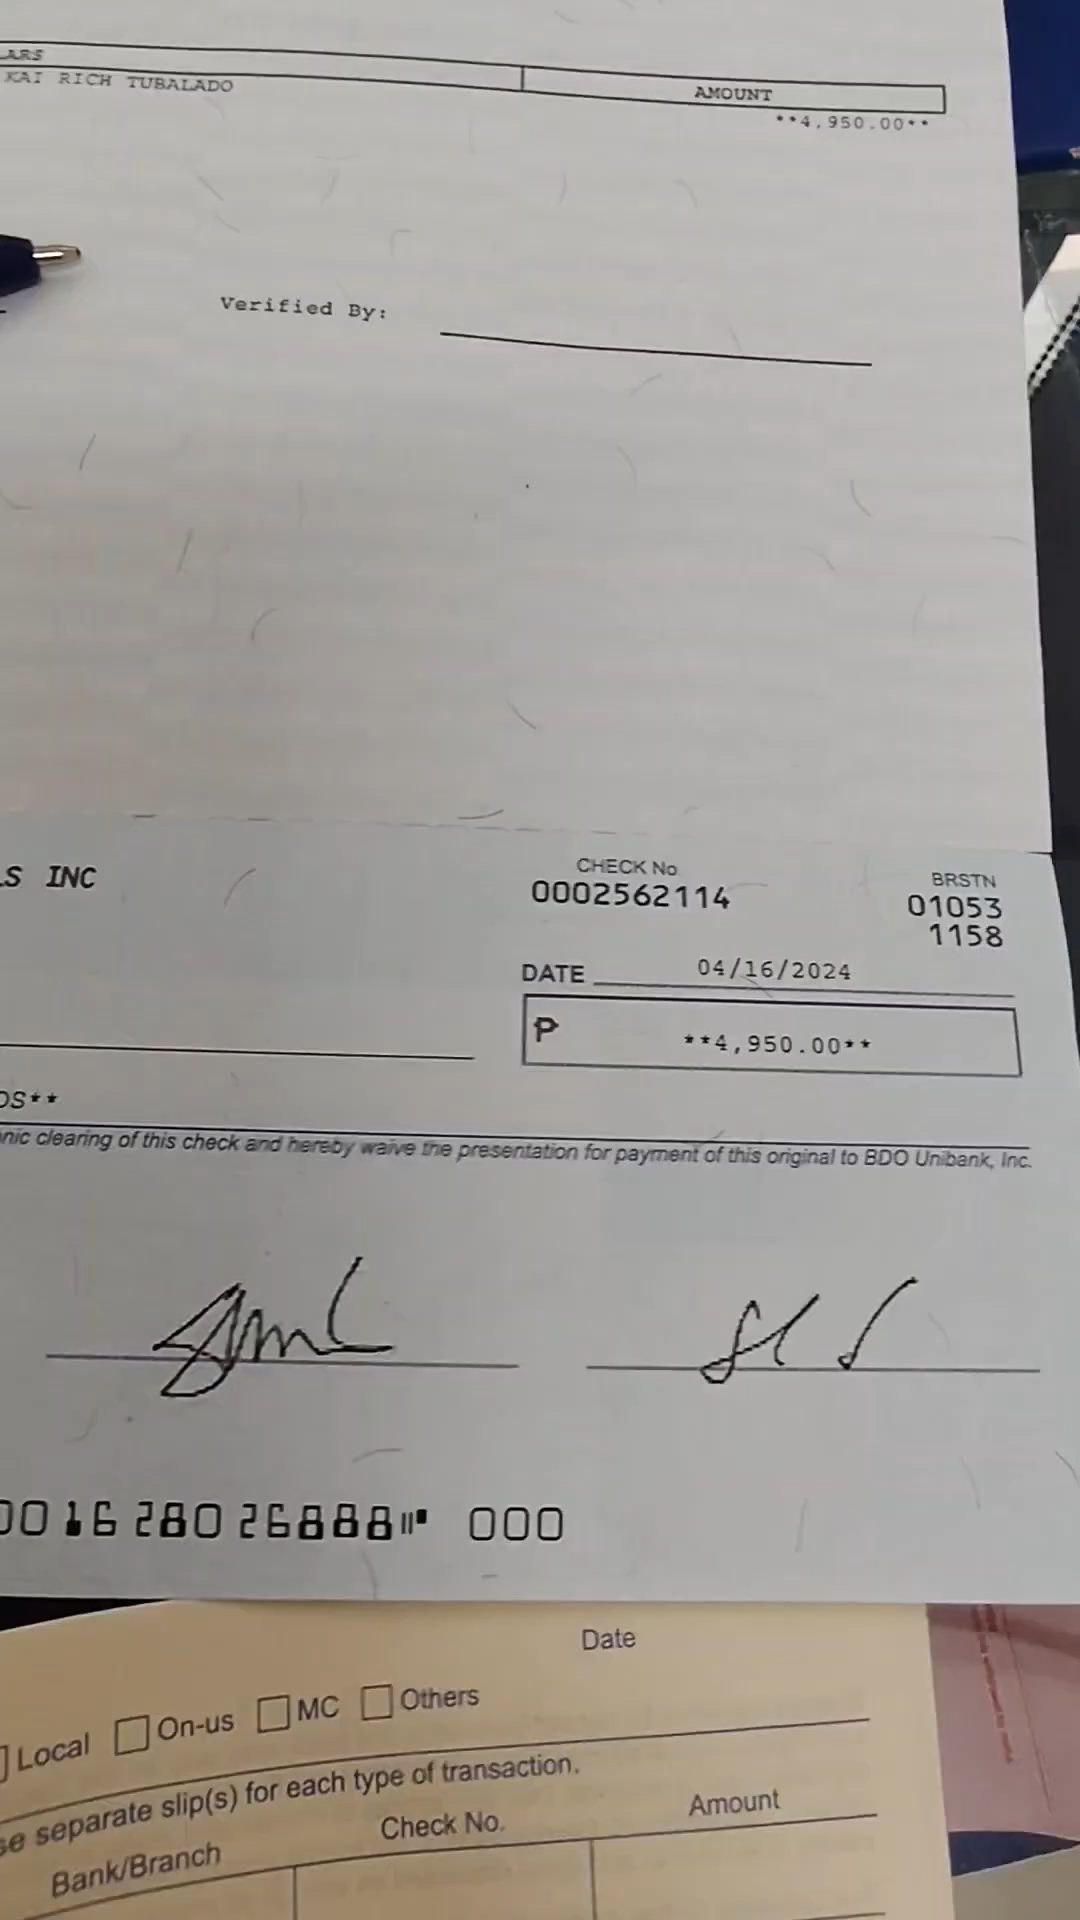 LARS
KAI RICH TUBALADO
AMOUNT
**4,950.00**
Verified By:
LS INC
CHECK No
0002562114
BRSTN
01053
1158
DATE 04/16/2024
₱ **4,950.00**
OS**
nic clearing of this check and hereby waive the presentation for payment of this original to BDO Unibank, Inc.
0016 280 26888⑈ 000
Date
Local On-us MC Others
se separate slip(s) for each type of transaction.
Bank/Branch Check No. Amount